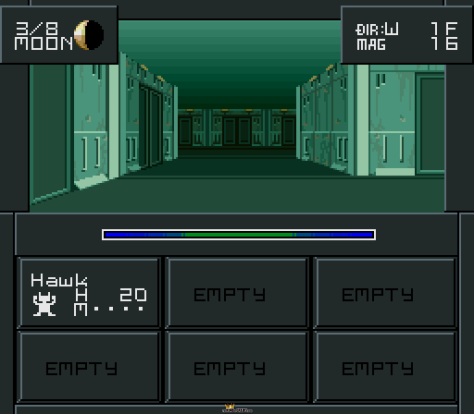 3/8
MOON
DIR:W 1F
MAG 16
Hawk
H 20
M....
EMPTY
EMPTY
EMPTY
EMPTY
EMPTY